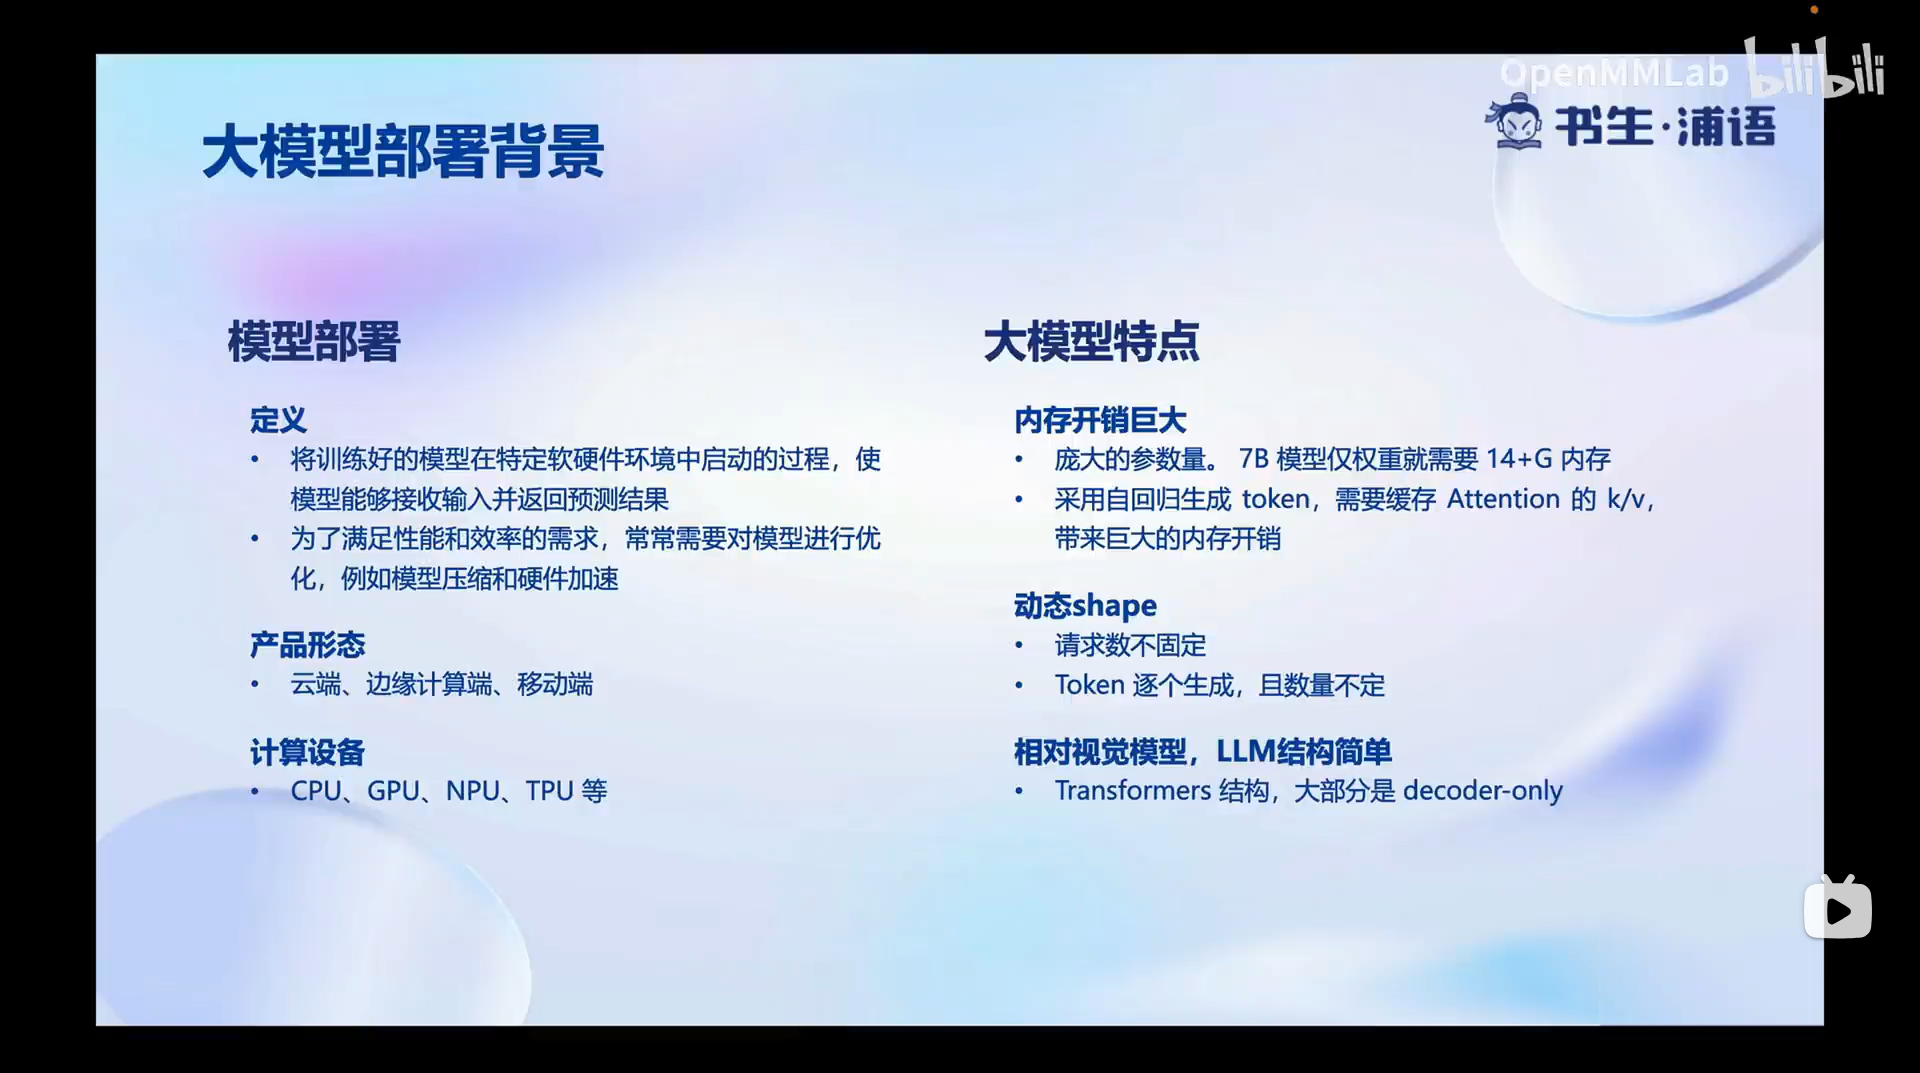 OpenMMLab bilibili
书生·浦语
大模型部署背景
模型部署
定义
• 将训练好的模型在特定软硬件环境中启动的过程，使
模型能够接收输入并返回预测结果
• 为了满足性能和效率的需求，常常需要对模型进行优
化，例如模型压缩和硬件加速
产品形态
• 云端、边缘计算端、移动端
计算设备
• CPU、GPU、NPU、TPU 等
大模型特点
内存开销巨大
• 庞大的参数量。 7B 模型仅权重就需要 14+G 内存
• 采用自回归生成 token，需要缓存 Attention 的 k/v，
带来巨大的内存开销
动态shape
• 请求数不固定
• Token 逐个生成，且数量不定
相对视觉模型，LLM结构简单
• Transformers 结构，大部分是 decoder-only